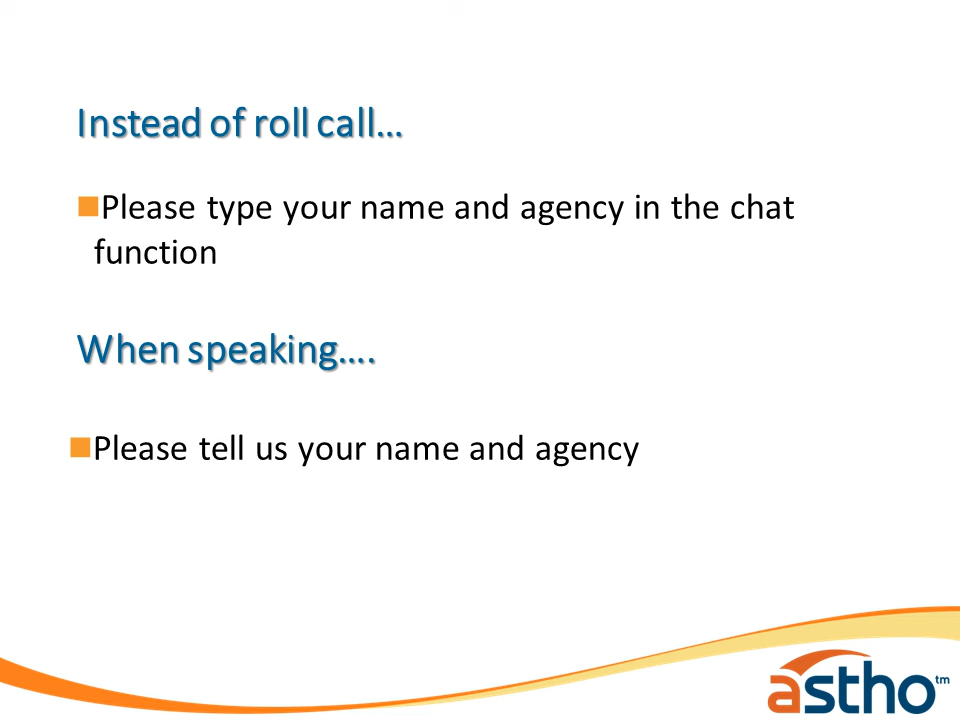 Instead of roll call…
Please type your name and agency in the chat
function
When speaking….
Please tell us your name and agency
astho™